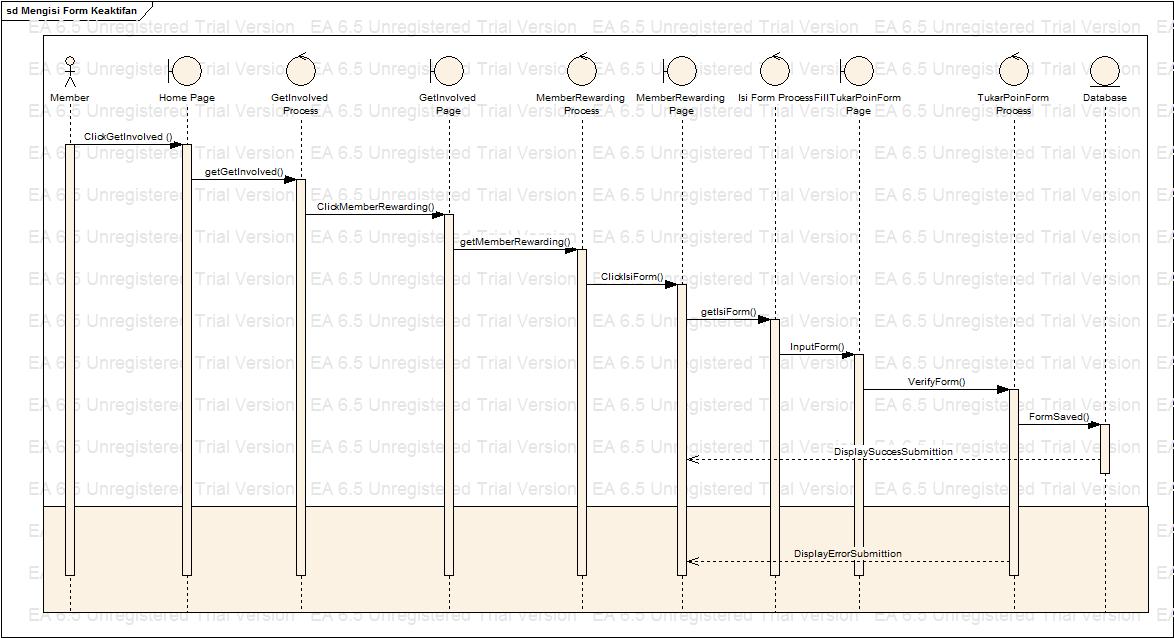 sd Mengisi Form Keaktifan
EA 6.5 Unregistered Trial Version
Member
Home Page
GetInvolved
Process
GetInvolved
Page
MemberRewarding
Process
MemberRewarding
Page
Isi Form Process
FillTukarPoinForm
Page
TukarPoinForm
Process
Database
ClickGetInvolved ()
getGetInvolved()
ClickMemberRewarding()
getMemberRewarding()
ClickIsiForm()
getIsiForm()
InputForm()
VerifyForm()
FormSaved()
DisplaySuccesSubmittion
DisplayErrorSubmittion